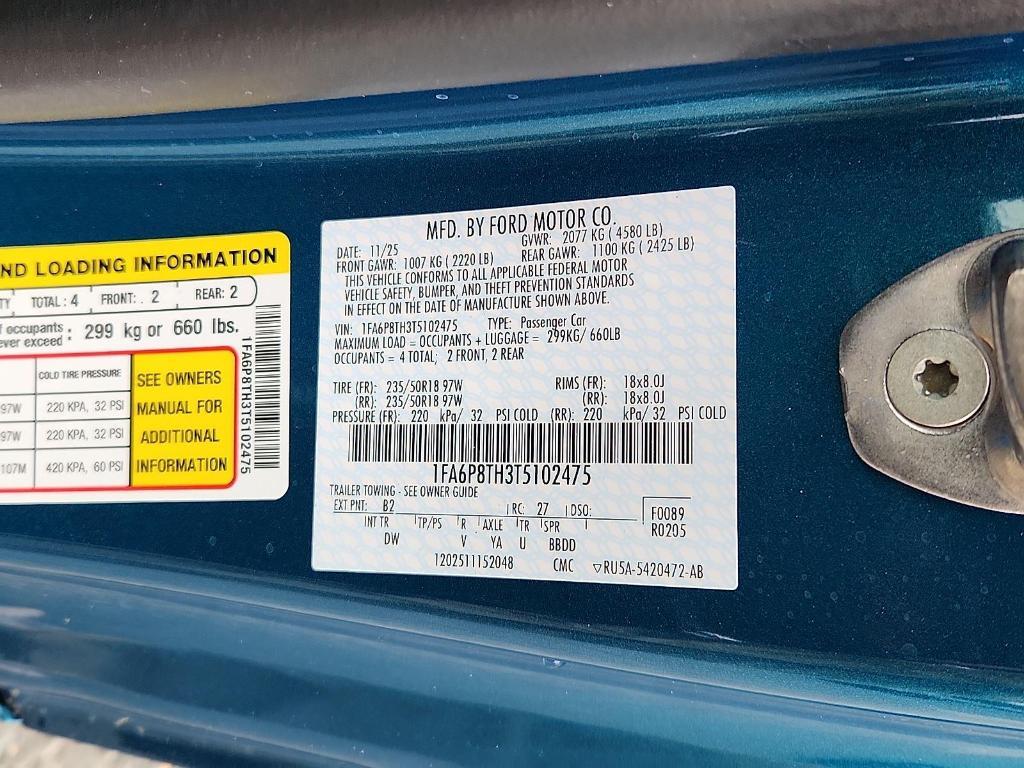 ND LOADING INFORMATION
TY TOTAL : 4 FRONT: . 2 REAR: 2
f occupants
ever exceed : 299 kg or 660 lbs.
COLD TIRE PRESSURE
97W 220 KPA, 32 PSI
97W 220 KPA, 32 PSI
107M 420 KPA, 60 PSI
SEE OWNERS
MANUAL FOR
ADDITIONAL
INFORMATION
1FA6P8TH3T5102475
MFD. BY FORD MOTOR CO.
DATE: 11/25 GVWR: 2077 KG ( 4580 LB)
FRONT GAWR: 1007 KG ( 2220 LB) REAR GAWR: 1100 KG ( 2425 LB)
THIS VEHICLE CONFORMS TO ALL APPLICABLE FEDERAL MOTOR
VEHICLE SAFETY, BUMPER, AND THEFT PREVENTION STANDARDS
IN EFFECT ON THE DATE OF MANUFACTURE SHOWN ABOVE.
VIN: 1FA6P8TH3T5102475 TYPE: Passenger Car
MAXIMUM LOAD = OCCUPANTS + LUGGAGE = 299KG/ 660LB
OCCUPANTS = 4 TOTAL; 2 FRONT, 2 REAR
TIRE (FR): 235/50R18 97W RIMS (FR): 18x8.0J
(RR): 235/50R18 97W (RR): 18x8.0J
PRESSURE (FR): 220 kPa/ 32 PSI COLD (RR): 220 kPa/ 32 PSI COLD
1FA6P8TH3T5102475
TRAILER TOWING - SEE OWNER GUIDE
EXT PNT: B2 RC: 27 DSO:
F0089
R0205
INT TR TP/PS R AXLE TR SPR
DW V YA U BBDD
1202511152048 CMC ▽RU5A-5420472-AB